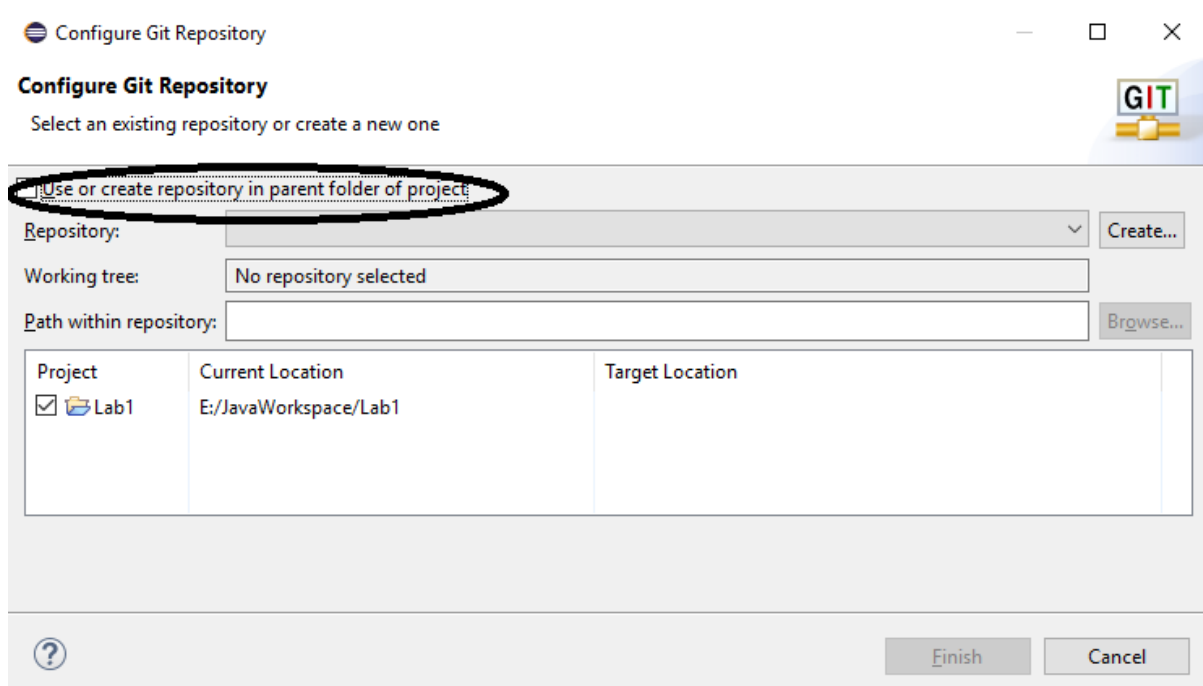 Configure Git Repository
Configure Git Repository
GIT
Select an existing repository or create a new one
Use or create repository in parent folder of project
Repository: Create...
Working tree: No repository selected
Path within repository: Browse...
Project Current Location Target Location
Lab1 E:/JavaWorkspace/Lab1
? Finish Cancel